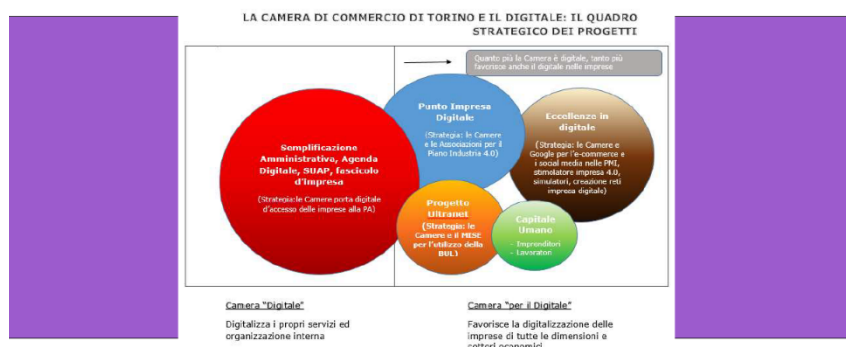 LA CAMERA DI COMMERCIO DI TORINO E IL DIGITALE: IL QUADRO
STRATEGICO DEI PROGETTI
Quanto più le Camera è digitale, tanto più
favorisce anche il digitale nelle imprese
Punto Impresa
Digitale
(Strategia: le Camere
e le Associazioni per il
Piano Industria 4.0)
Eccellenze in
digitale
(Strategia: le Camere e
Google per l'e-commerce e
i social media nelle PMI,
stimolatore impresa 4.0,
simulatori, creazione reti
impresa digitale)
Semplificazione
Amministrativa, Agenda
Digitale, SUAP, fascicolo
d'impresa
(Strategia:le Camere porta digitale
d'accesso delle imprese alla PA)
Progetto
Ultranet
(Strategia: le
Camere e il MISE
per l'utilizzo della
BUL)
Capitale
Umano
- Imprenditori
- Lavoratori
Camera "Digitale"
Digitalizza i propri servizi ed
organizzazione interna
Camera "per il Digitale"
Favorisce la digitalizzazione delle
imprese di tutte le dimensioni e
settori economici